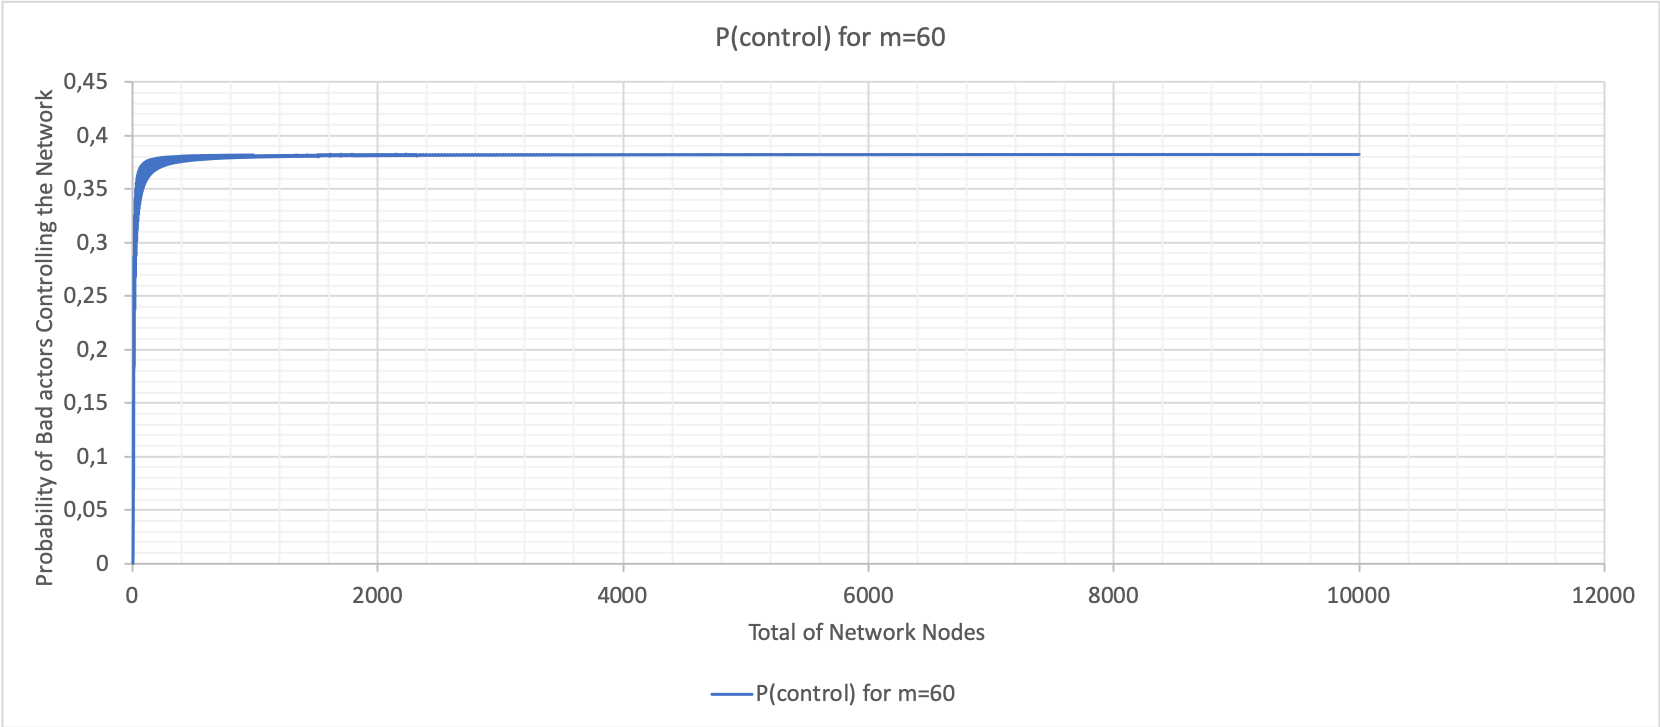 P(control) for m=60
Probability of Bad actors Controlling the Network
0,45
0,4
0,35
0,3
0,25
0,2
0,15
0,1
0,05
0
0 2000 4000 6000 8000 10000 12000
Total of Network Nodes
P(control) for m=60